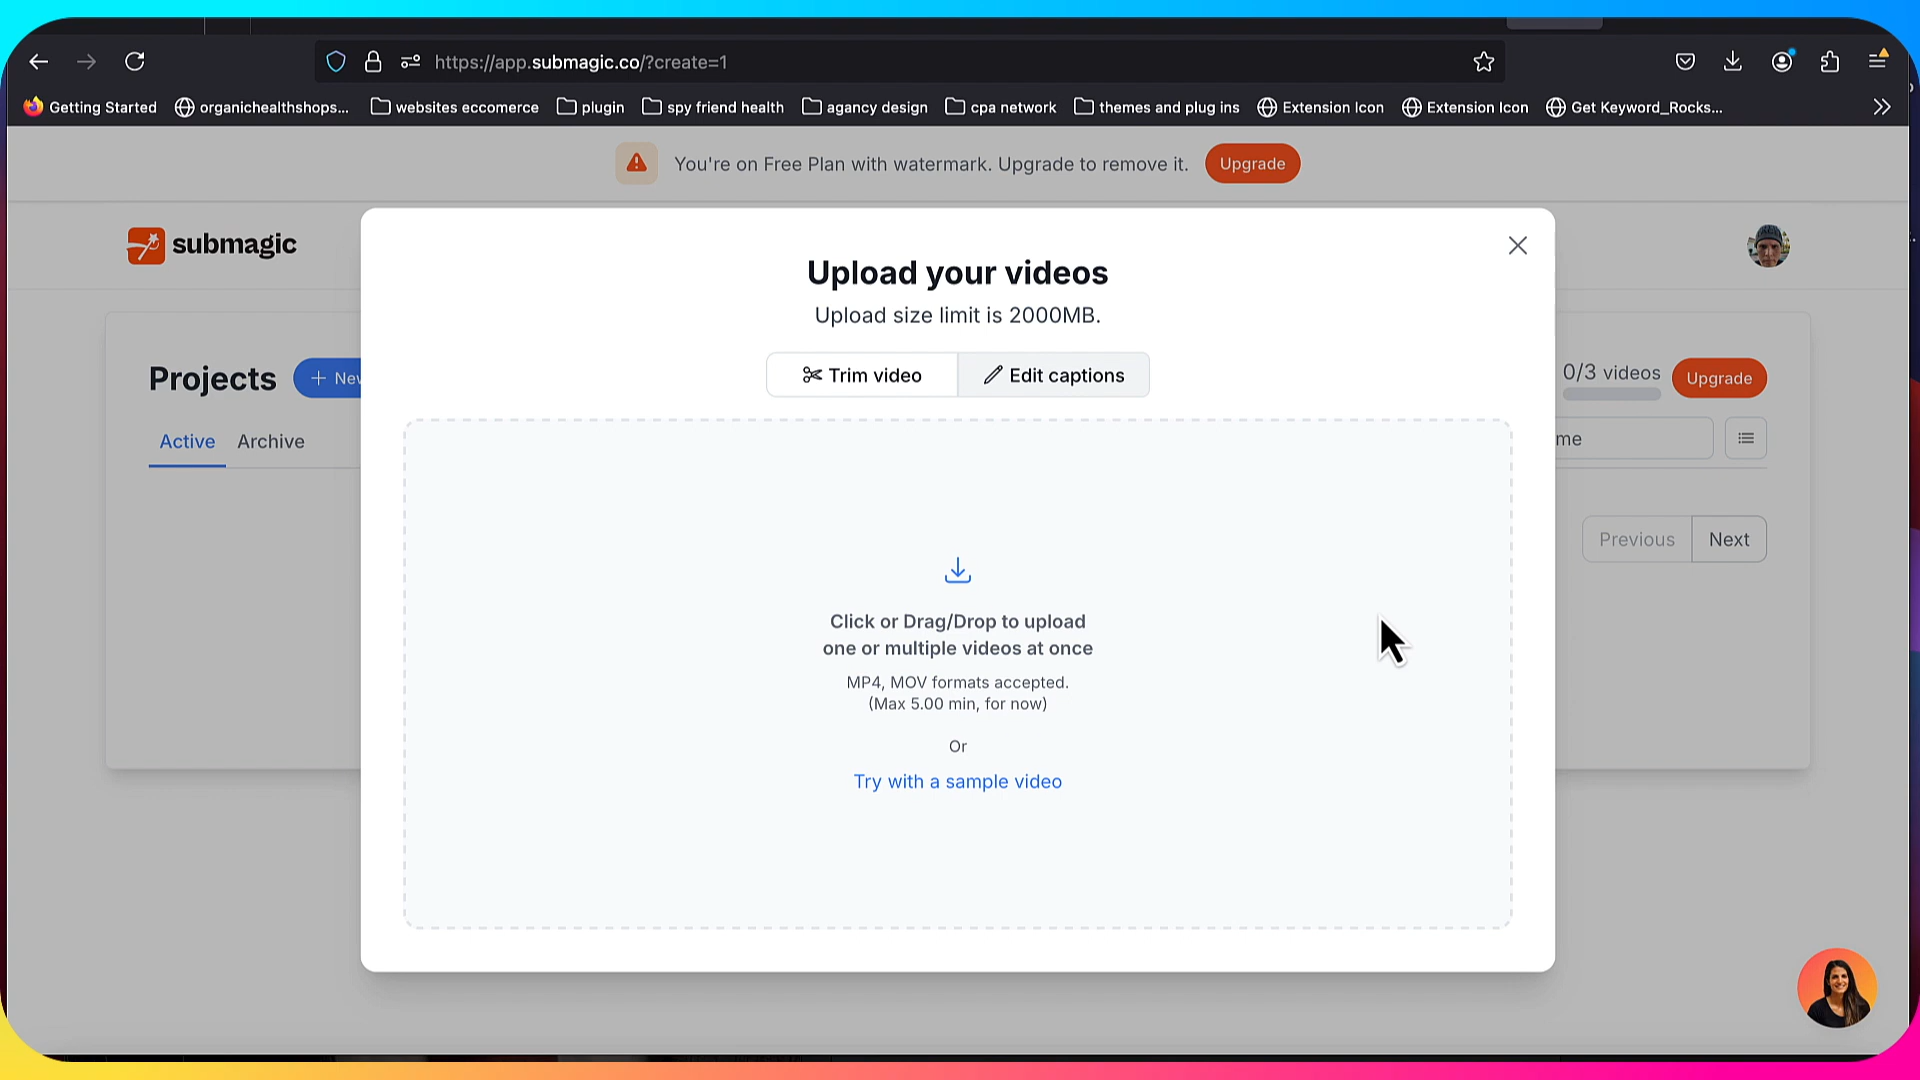 https://app.submagic.co/?create=1
Getting Started
organichealthshops...
websites eccomerce
plugin
spy friend health
agancy design
cpa network
themes and plug ins
Extension Icon
Extension Icon
Get Keyword_Rocks...
You're on Free Plan with watermark. Upgrade to remove it.
Upgrade
submagic
Upload your videos
Upload size limit is 2000MB.
Trim video
Edit captions
Projects
+ New
0/3 videos
Upgrade
Active
Archive
me
Previous
Next
Click or Drag/Drop to upload
one or multiple videos at once
MP4, MOV formats accepted.
(Max 5.00 min, for now)
Or
Try with a sample video